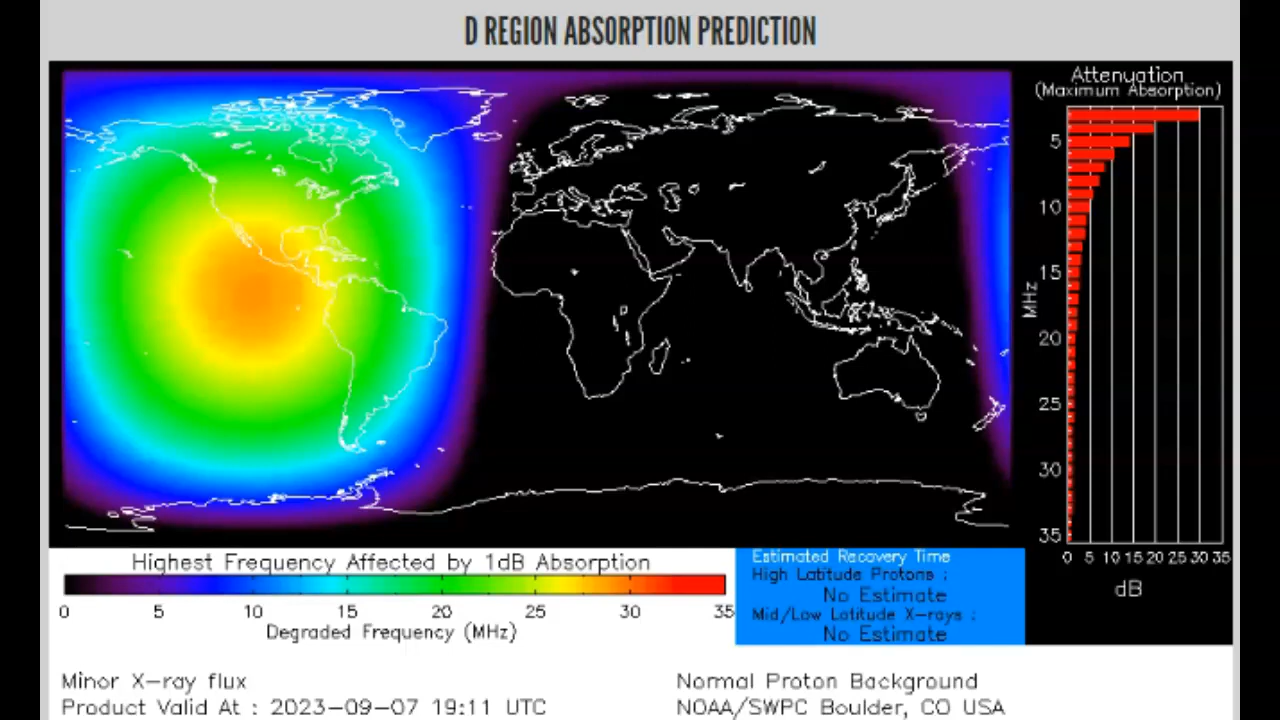 D REGION ABSORPTION PREDICTION
Attenuation
(Maximum Absorption)
5
10
15
20
25
30
35
MHz
0 5 10 15 20 25 30 35
dB
Highest Frequency Affected by 1dB Absorption
0 5 10 15 20 25 30 35
Degraded Frequency (MHz)
Estimated Recovery Time
High Latitude Protons :
No Estimate
Mid/Low Latitude X-rays :
No Estimate
Minor X-ray flux
Product Valid At : 2023-09-07 19:11 UTC
Normal Proton Background
NOAA/SWPC Boulder, CO USA